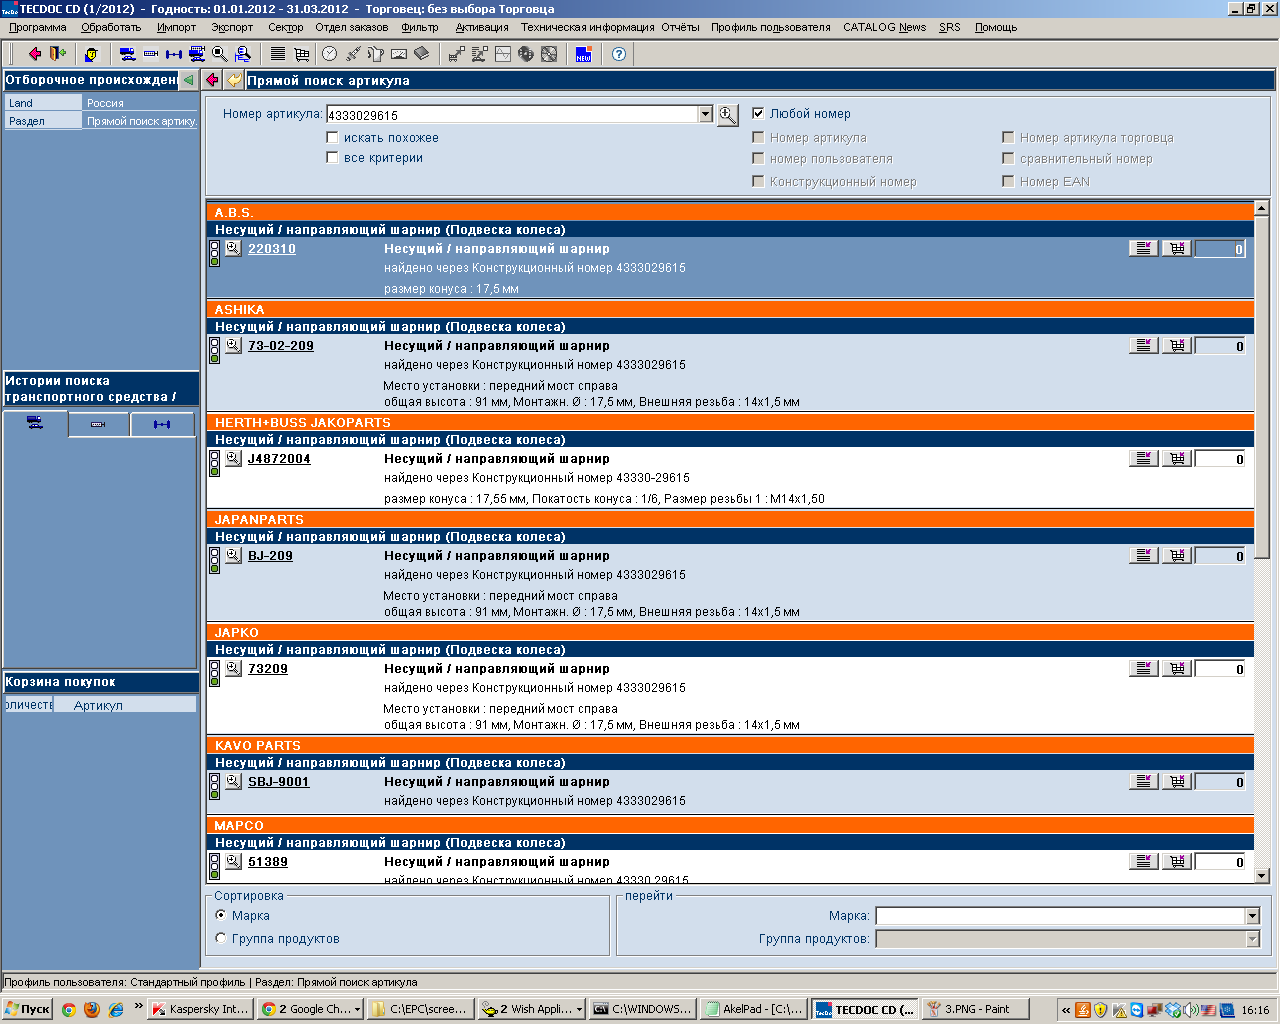 TECDOC CD (1/2012)  -  Годность: 01.01.2012 - 31.03.2012  -  Торговец: без выбора Торговца
Программа Обработать Импорт Экспорт Сектор Отдел заказов Фильтр Активация Техническая информация Отчёты Профиль пользователя CATALOG News SRS Помощь
Отборочное происхожден
Прямой поиск артикула
Land Россия
Раздел Прямой поиск артику.
Номер артикула: 4333029615
Любой номер
искать похожее
все критерии
Номер артикула Номер артикула торговца
номер пользователя сравнительный номер
Конструкционный номер Номер EAN
A.B.S.
Несущий / направляющий шарнир (Подвеска колеса)
220310 Несущий / направляющий шарнир 0
найдено через Конструкционный номер 4333029615
размер конуса : 17,5 мм
ASHIKA
Несущий / направляющий шарнир (Подвеска колеса)
73-02-209 Несущий / направляющий шарнир 0
найдено через Конструкционный номер 4333029615
Место установки : передний мост справа
общая высота : 91 мм, Монтажн. Ø : 17,5 мм, Внешняя резьба : 14x1,5 мм
HERTH+BUSS JAKOPARTS
Несущий / направляющий шарнир (Подвеска колеса)
J4872004 Несущий / направляющий шарнир 0
найдено через Конструкционный номер 43330-29615
размер конуса : 17,55 мм, Покатость конуса : 1/6, Размер резьбы 1 : M14x1,50
JAPANPARTS
Несущий / направляющий шарнир (Подвеска колеса)
BJ-209 Несущий / направляющий шарнир 0
найдено через Конструкционный номер 4333029615
Место установки : передний мост справа
общая высота : 91 мм, Монтажн. Ø : 17,5 мм, Внешняя резьба : 14x1,5 мм
JAPKO
Несущий / направляющий шарнир (Подвеска колеса)
73209 Несущий / направляющий шарнир 0
найдено через Конструкционный номер 4333029615
Место установки : передний мост справа
общая высота : 91 мм, Монтажн. Ø : 17,5 мм, Внешняя резьба : 14x1,5 мм
KAVO PARTS
Несущий / направляющий шарнир (Подвеска колеса)
SBJ-9001 Несущий / направляющий шарнир 0
найдено через Конструкционный номер 4333029615
MAPCO
Несущий / направляющий шарнир (Подвеска колеса)
51389 Несущий / направляющий шарнир 0
найдено через Конструкционный номер 43330 29615
Истории поиска
транспортного средства /
Корзина покупок
оличесте Артикул
Сортировка
Марка
Группа продуктов
перейти
Марка:
Группа продуктов:
Профиль пользователя: Стандартный профиль | Раздел: Прямой поиск артикула
Пуск Kaspersky Int... 2 Google Ch... C:\EPC\scree... 2 Wish Appli... C:\WINDOWS... AkelPad - [C:\... TECDOC CD (... 3.PNG - Paint 16:16